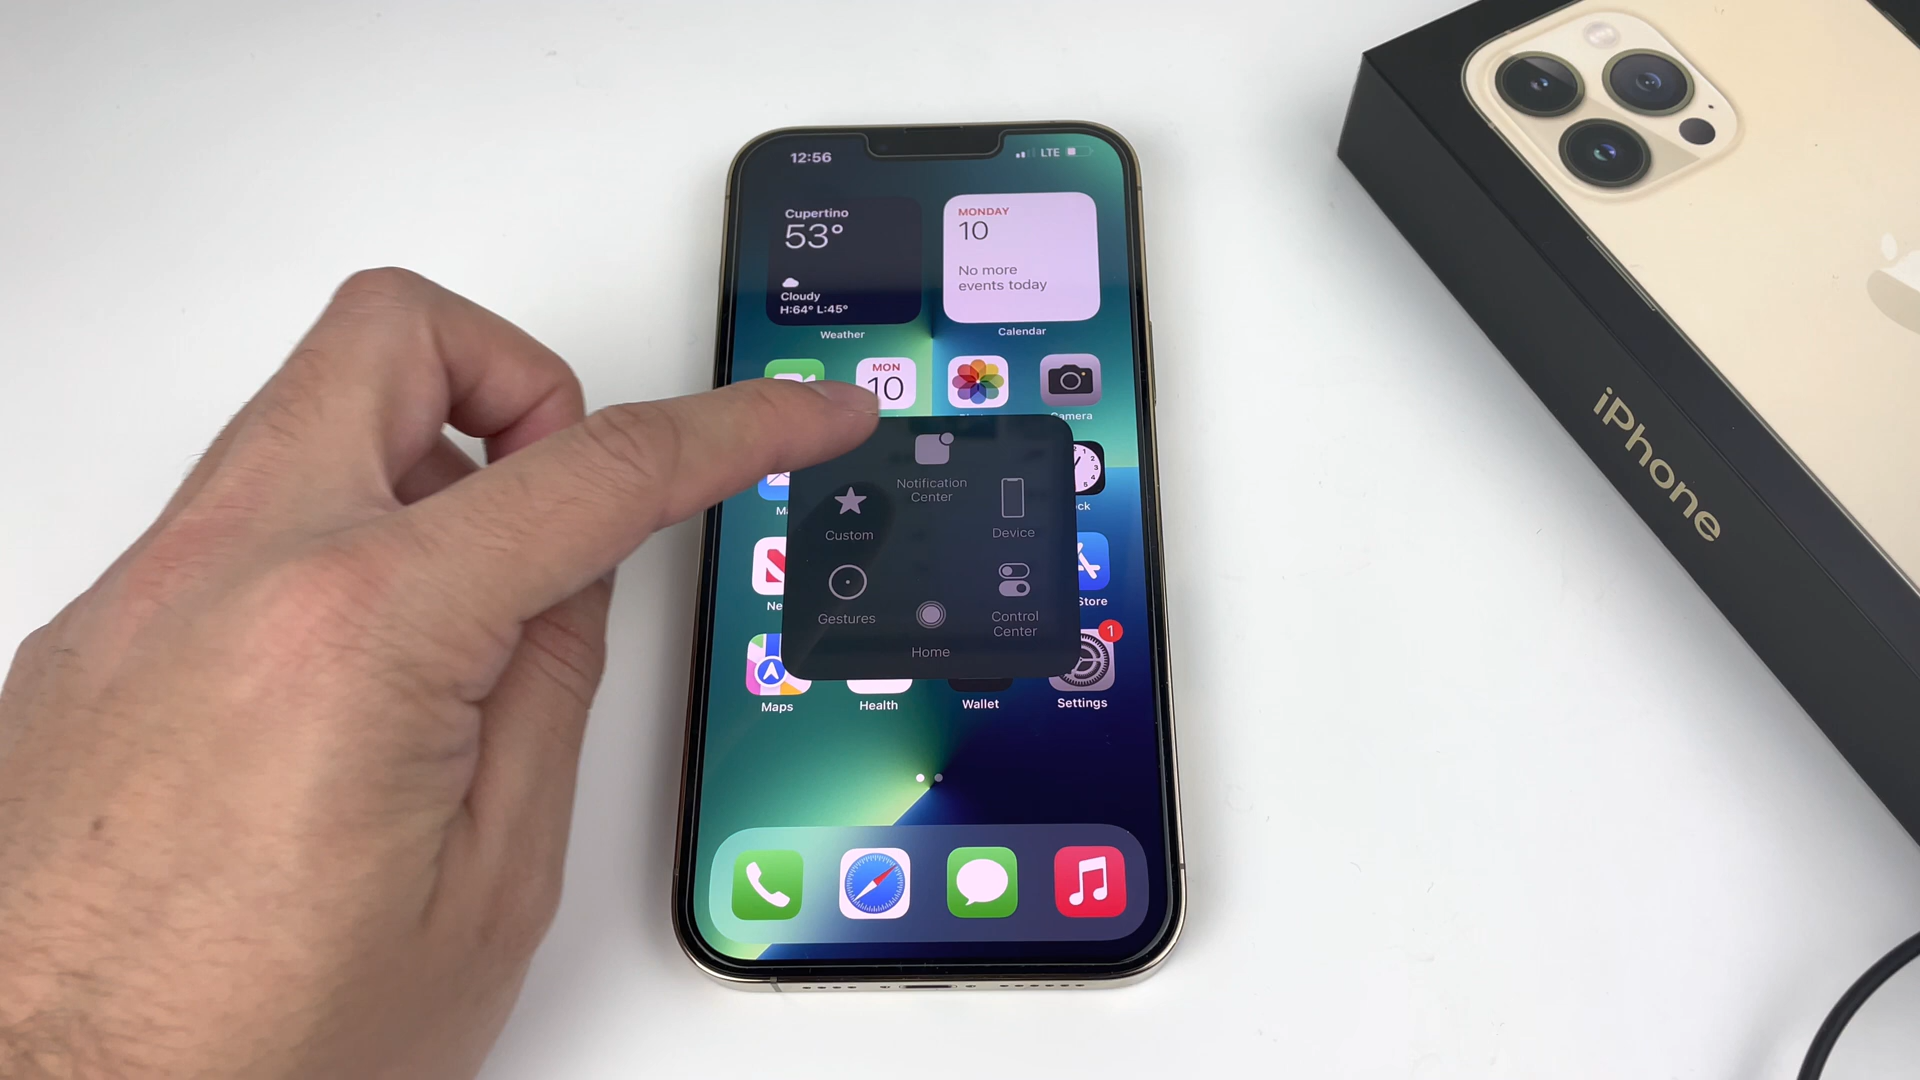 12:56
LTE
Cupertino
53°
Cloudy
H:64° L:45°
Weather
MONDAY
10
No more
events today
Calendar
MON
10
Camera
Notification
Center
Custom
Device
Gestures
Control
Center
Home
Store
1
Maps
Health
Wallet
Settings
iPhone